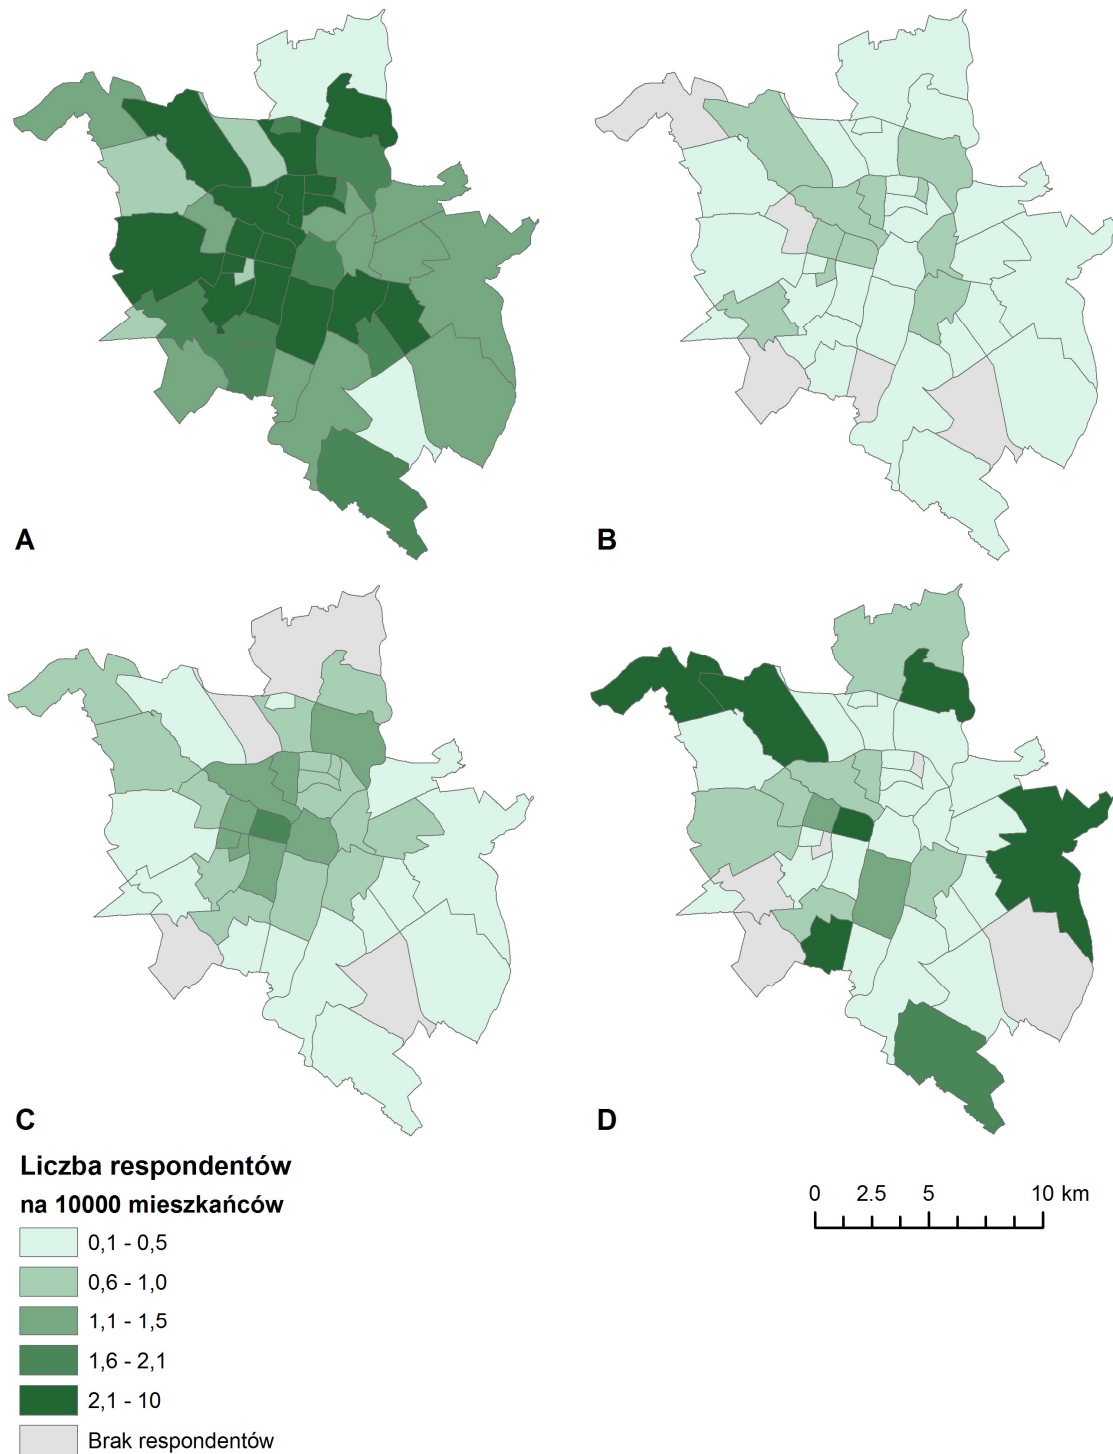 A
B
C
D
Liczba respondentów
na 10000 mieszkańców
0,1 - 0,5
0,6 - 1,0
1,1 - 1,5
1,6 - 2,1
2,1 - 10
Brak respondentów
0 2.5 5 10 km